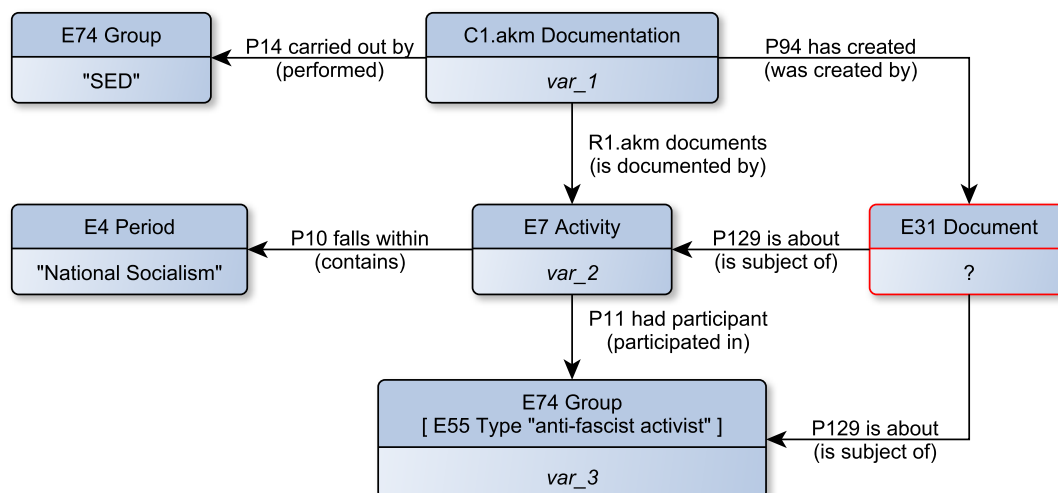 E74 Group
"SED"
P14 carried out by
(performed)
C1.akm Documentation
var_1
P94 has created
(was created by)
R1.akm documents
(is documented by)
E4 Period
"National Socialism"
P10 falls within
(contains)
E7 Activity
var_2
P129 is about
(is subject of)
E31 Document
?
P11 had participant
(participated in)
E74 Group
[ E55 Type "anti-fascist activist" ]
var_3
P129 is about
(is subject of)